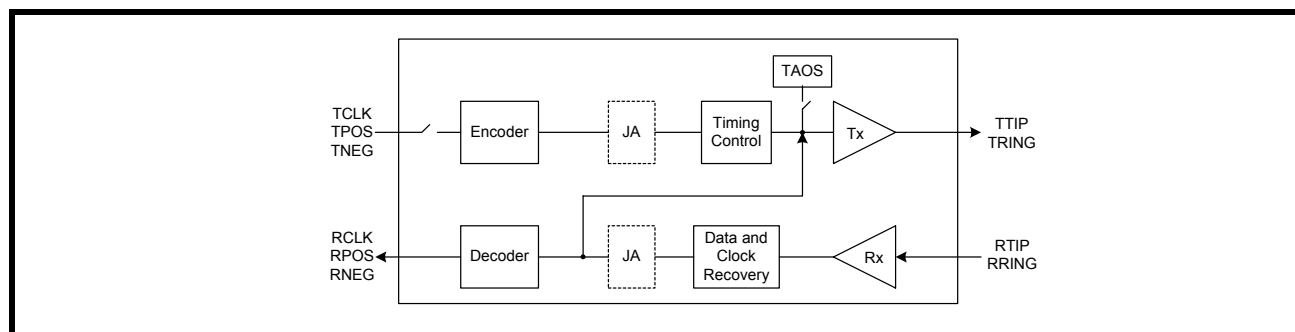 TAOS
TCLK
TPOS
TNEG
Encoder
JA
Timing
Control
Tx
TTIP
TRING
RCLK
RPOS
RNEG
Decoder
JA
Data and
Clock
Recovery
Rx
RTIP
RRING